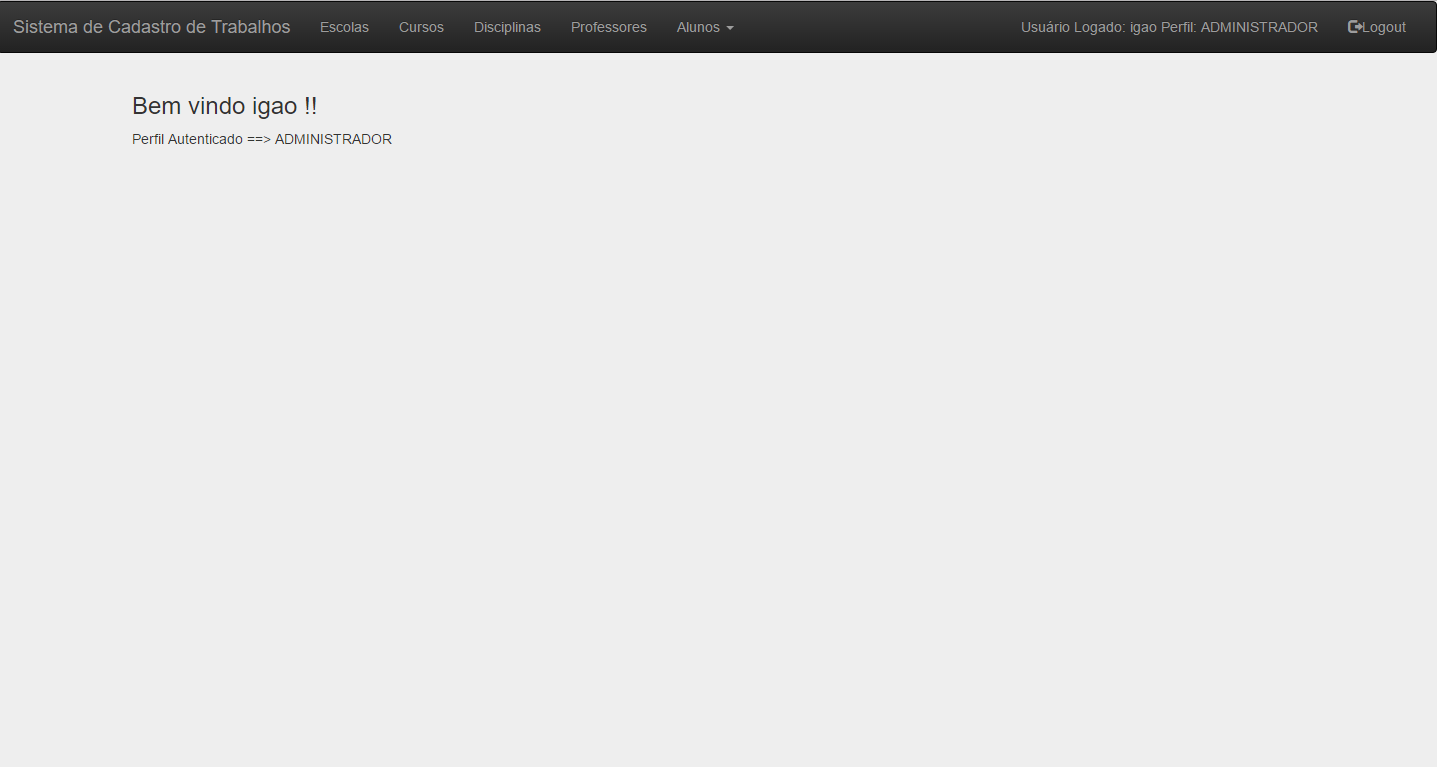 Sistema de Cadastro de Trabalhos Escolas Cursos Disciplinas Professores Alunos Usuário Logado: igao Perfil: ADMINISTRADOR Logout
Bem vindo igao !!
Perfil Autenticado ==> ADMINISTRADOR